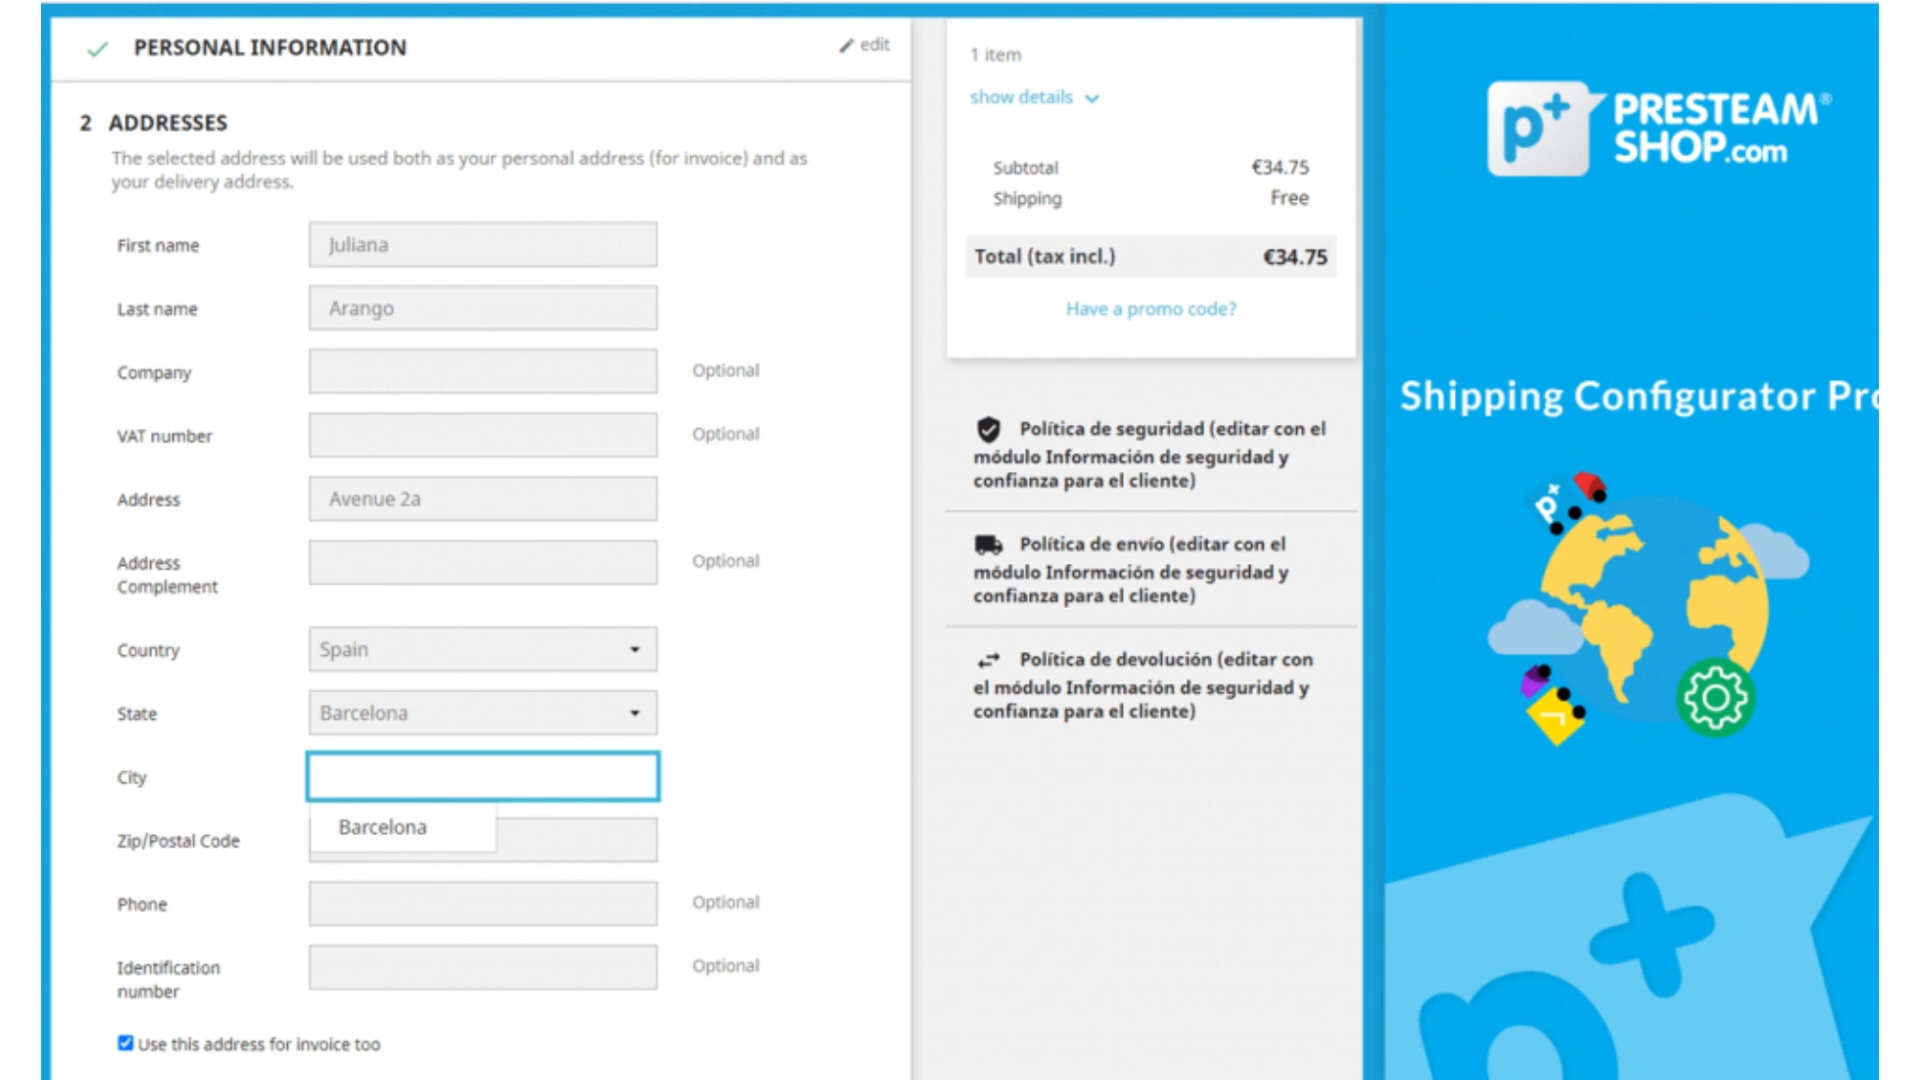 PERSONAL INFORMATION
edit
2 ADDRESSES
The selected address will be used both as your personal address (for invoice) and as
your delivery address.
First name
Juliana
Last name
Arango
Company
Optional
VAT number
Optional
Address
Avenue 2a
Address
Complement
Optional
Country
Spain
State
Barcelona
City
Barcelona
Zip/Postal Code
Phone
Optional
Identification
number
Optional
Use this address for invoice too
1 item
show details
Subtotal €34.75
Shipping Free
Total (tax incl.) €34.75
Have a promo code?
Política de seguridad (editar con el
módulo Información de seguridad y
confianza para el cliente)
Política de envío (editar con el
módulo Información de seguridad y
confianza para el cliente)
Política de devolución (editar con
el módulo Información de seguridad y
confianza para el cliente)
p+
PRESTEAM®
SHOP.com
Shipping Configurator Pro
p+
p+